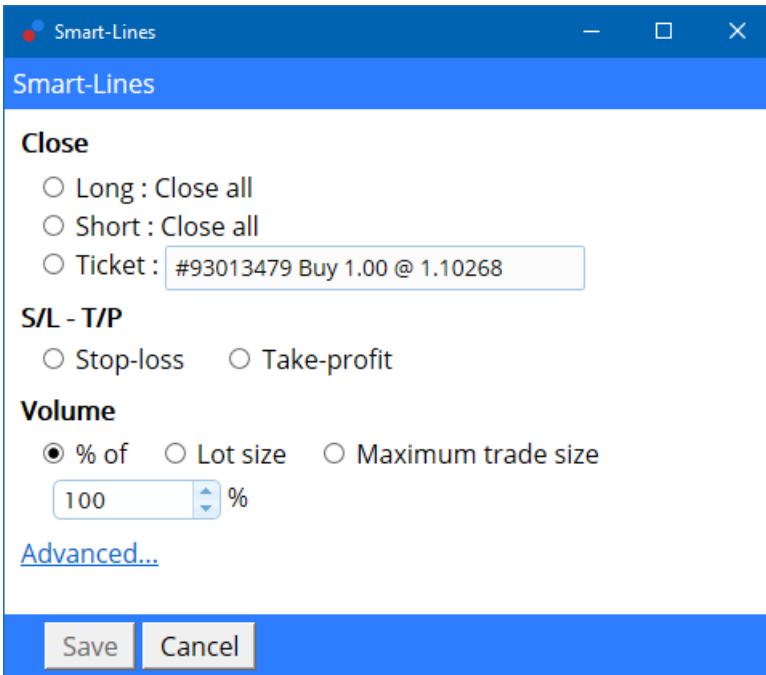 Smart-Lines
Smart-Lines
Close
Long : Close all
Short : Close all
Ticket : #93013479 Buy 1.00 @ 1.10268
S/L - T/P
Stop-loss Take-profit
Volume
% of Lot size Maximum trade size
100 %
Advanced...
Save Cancel